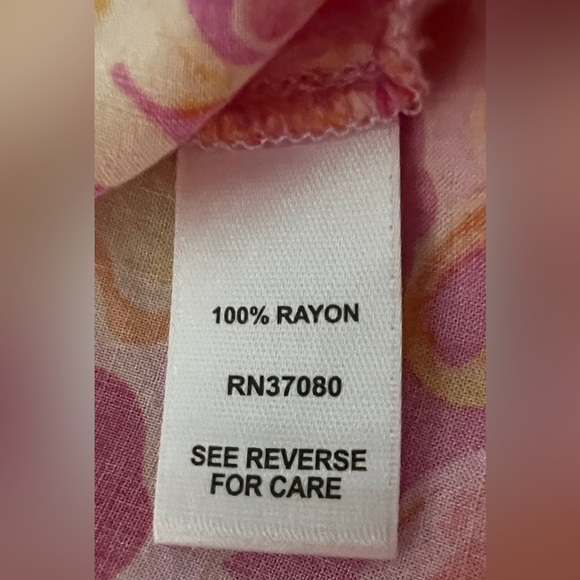 100% RAYON
RN37080
SEE REVERSE
FOR CARE